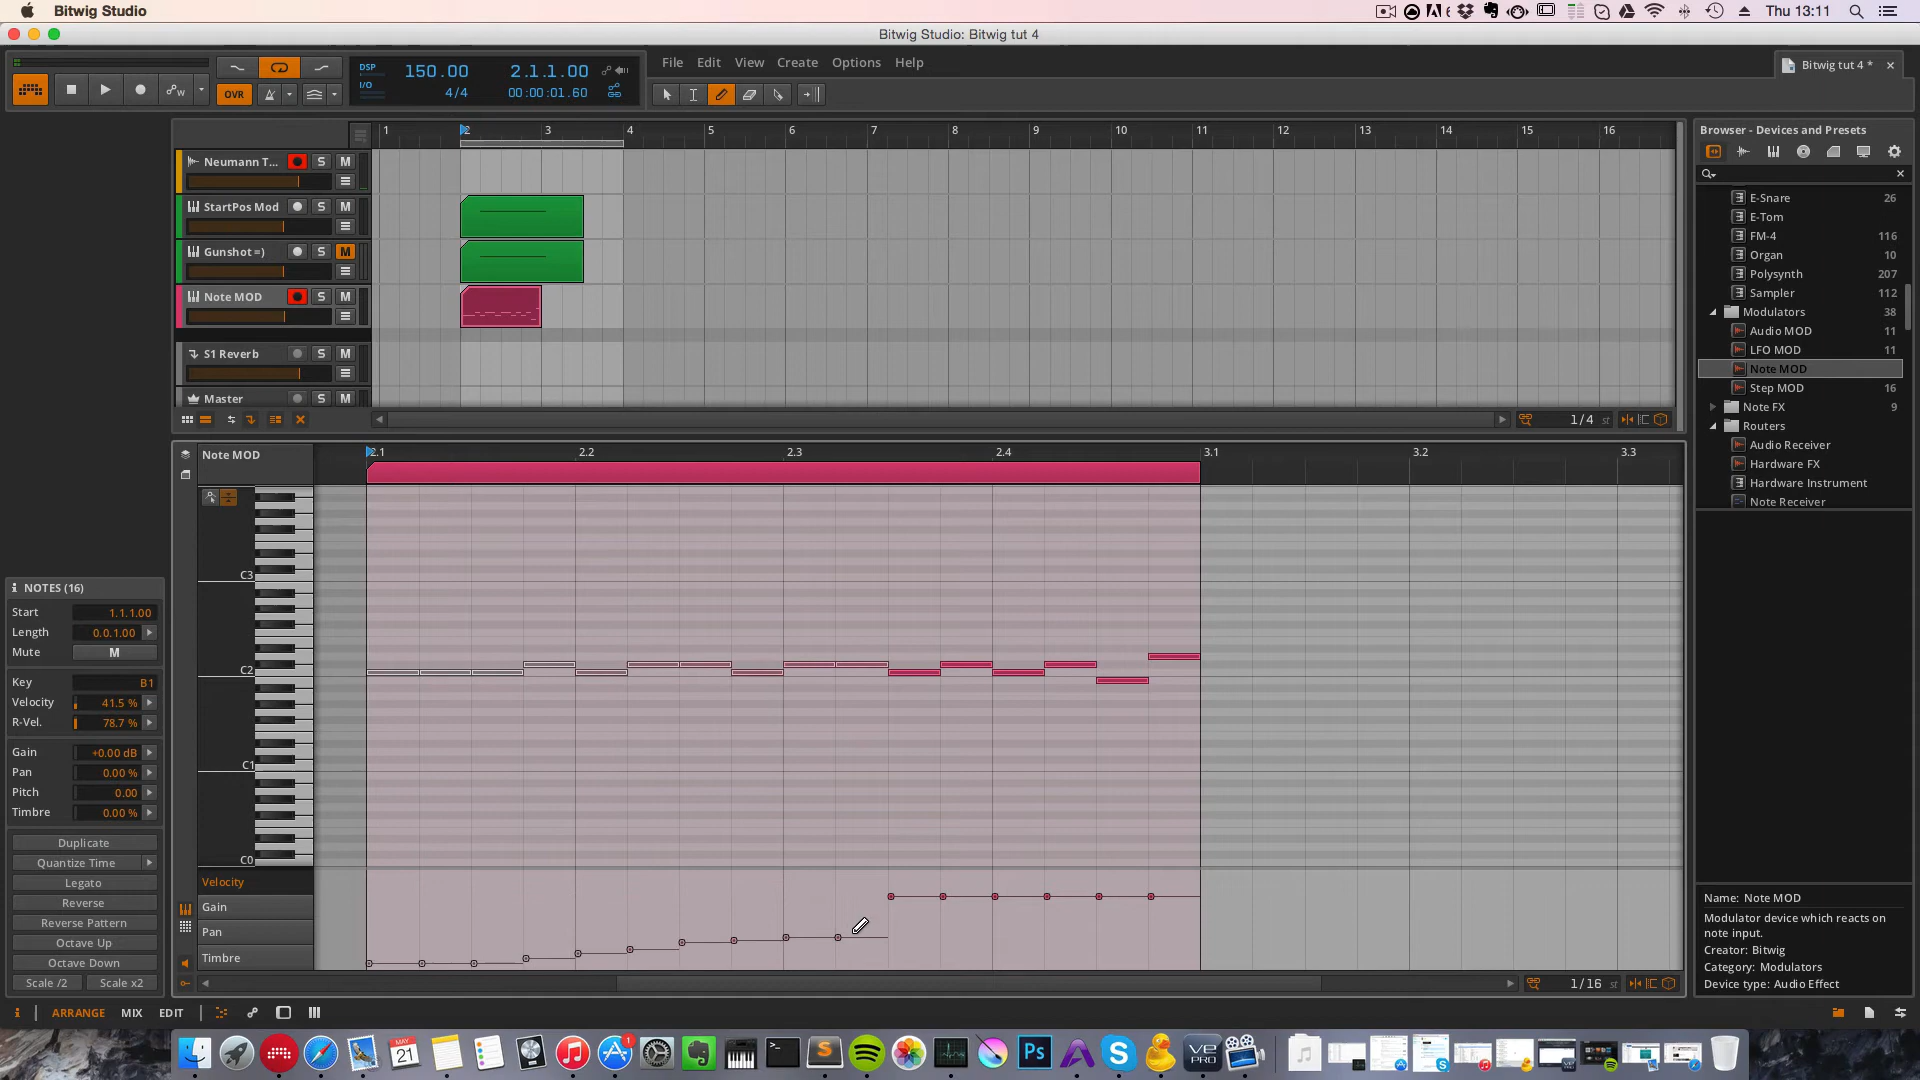 Bitwig Studio
6
Thu 13:11
Bitwig Studio: Bitwig tut 4
OVR
DSP
I/O
150.00
4/4
2.1.1.00
00:00:01.60
File Edit View Create Options Help
Bitwig tut 4 *
1 2 3 4 5 6 7 8 9 10 11 12 13 14 15 16
Neumann T... S M
StartPos Mod S M
Gunshot =) S M
Note MOD S M
S1 Reverb S M
Master S M
1/4 st
Browser - Devices and Presets
E-Snare 26
E-Tom
FM-4 116
Organ 10
Polysynth 207
Sampler 112
Modulators 38
Audio MOD 11
LFO MOD 11
Note MOD
Step MOD 16
Note FX 9
Routers
Audio Receiver
Hardware FX
Hardware Instrument
Note Receiver
Note MOD
2.1 2.2 2.3 2.4 3.1 3.2 3.3
C3
C2
C1
C0
Velocity
Gain
Pan
Timbre
1/16 st
NOTES (16)
Start 1.1.1.00
Length 0.0.1.00
Mute M
Key B1
Velocity 41.5 %
R-Vel. 78.7 %
Gain +0.00 dB
Pan 0.00 %
Pitch 0.00
Timbre 0.00 %
Duplicate
Quantize Time
Legato
Reverse
Reverse Pattern
Octave Up
Octave Down
Scale /2 Scale x2
Name: Note MOD
Modulator device which reacts on
note input.
Creator: Bitwig
Category: Modulators
Device type: Audio Effect
i ARRANGE MIX EDIT
MAY
21
1
Ps
VE
PRO